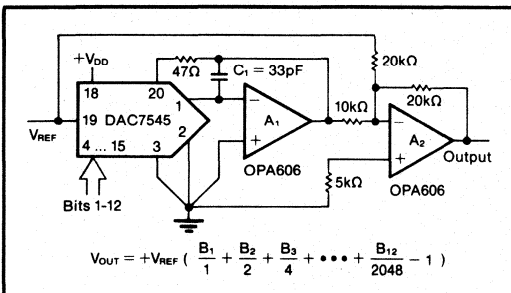 +V_DD
47Ω
C₁ = 33pF
20kΩ
18
20
1
DAC7545
19
2
V_REF
4 ... 15
3
Bits 1-12
−
A₁
+
OPA606
10kΩ
20kΩ
−
A₂
+
Output
5kΩ
OPA606
V_OUT = +V_REF ( B₁/1 + B₂/2 + B₃/4 + ••• + B₁₂/2048 − 1 )